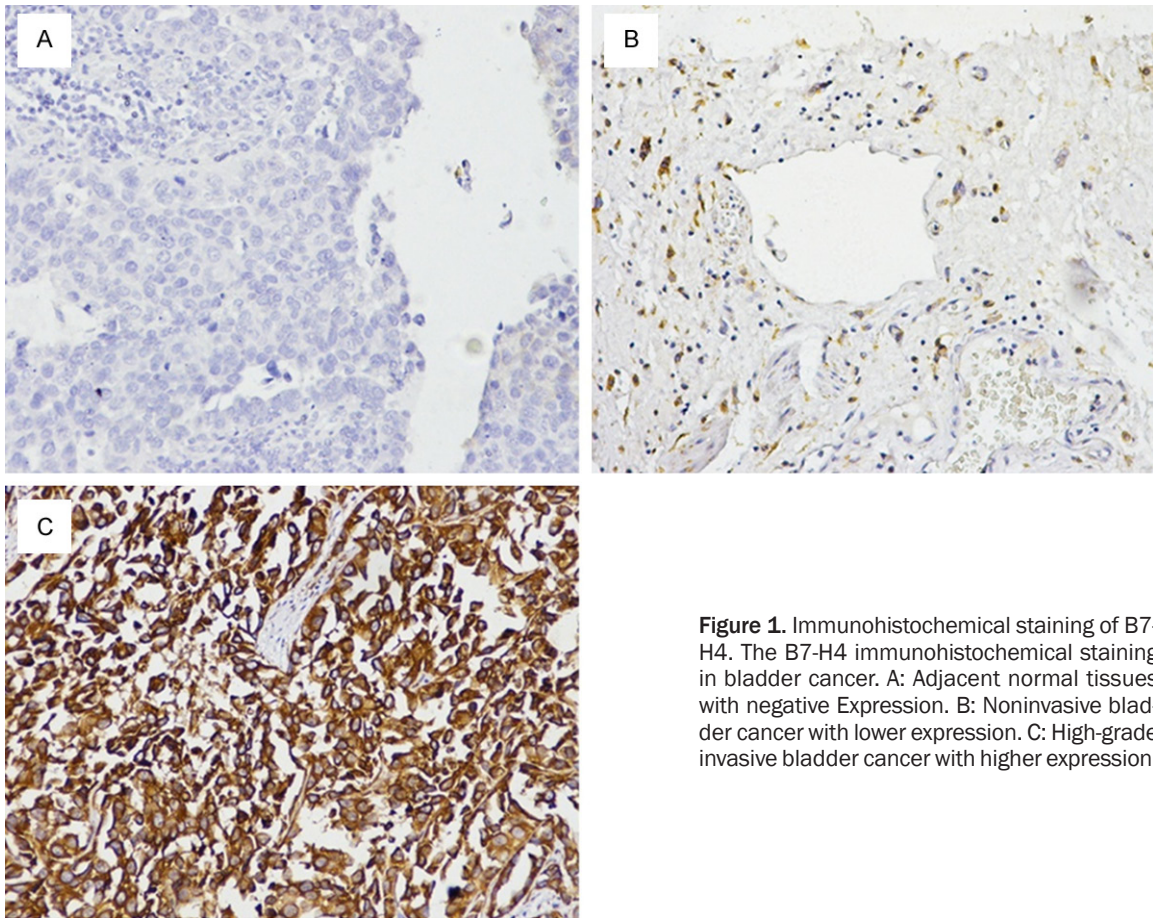 A
B
C
Figure 1. Immunohistochemical staining of B7-
H4. The B7-H4 immunohistochemical staining
in bladder cancer. A: Adjacent normal tissues
with negative Expression. B: Noninvasive blad-
der cancer with lower expression. C: High-grade
invasive bladder cancer with higher expression.